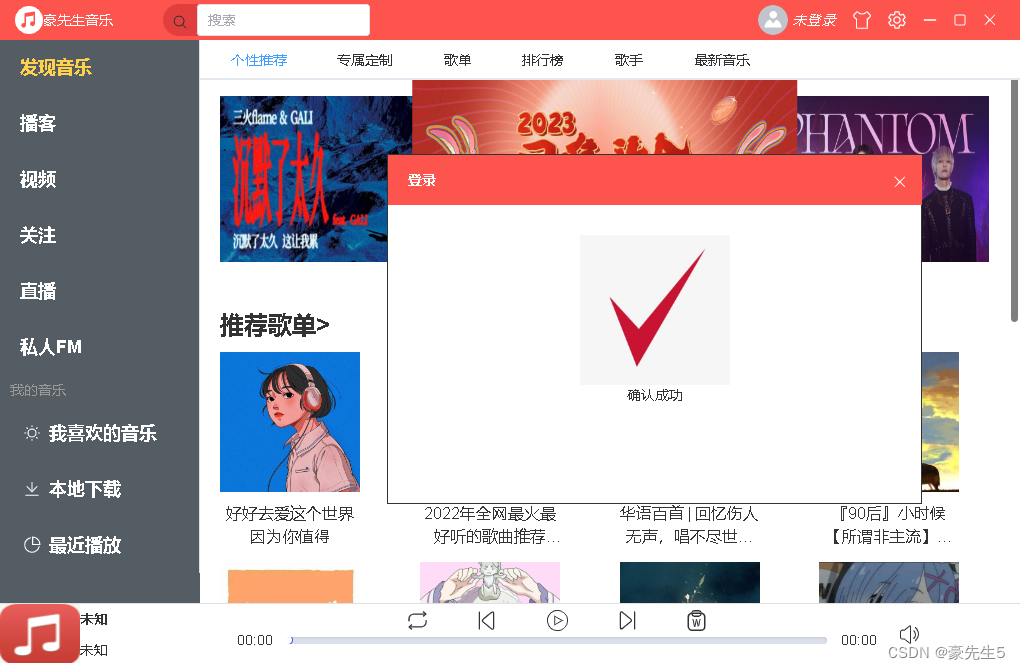 豪先生音乐
搜索
未登录
发现音乐
播客
视频
关注
直播
私人FM
我的音乐
我喜欢的音乐
本地下载
最近播放
个性推荐
专属定制
歌单
排行榜
歌手
最新音乐
三火flame & GALI
沉默了太久
feat. GALI
沉默了太久 这让我累
2023
PHANTOM
登录
确认成功
推荐歌单>
好好去爱这个世界
因为你值得
2022年全网最火最
好听的歌曲推荐...
华语百首 | 回忆伤人
无声，唱不尽世...
『90后』小时候
【所谓非主流】...
未知
未知
00:00
W
00:00
CSDN @豪先生5